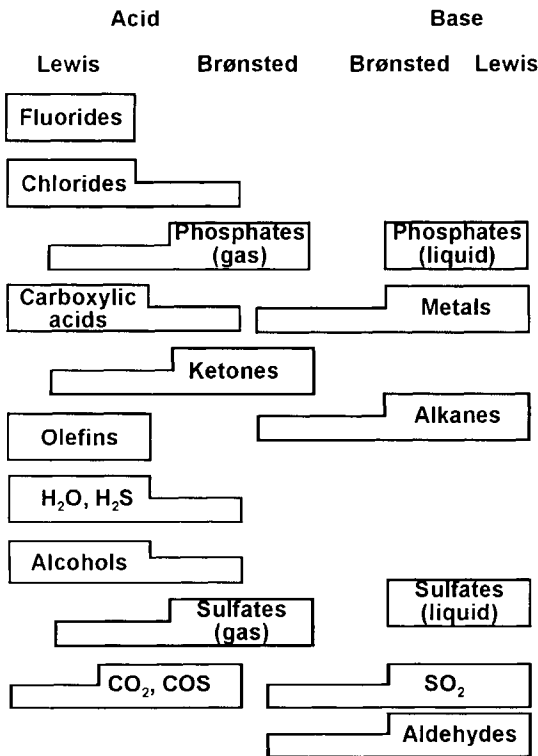 Acid Base
Lewis Brønsted Brønsted Lewis
Fluorides
Chlorides
Phosphates
(gas)
Phosphates
(liquid)
Carboxylic
acids
Metals
Ketones
Alkanes
Olefins
H₂O, H₂S
Alcohols
Sulfates
(gas)
Sulfates
(liquid)
CO₂, COS
SO₂
Aldehydes